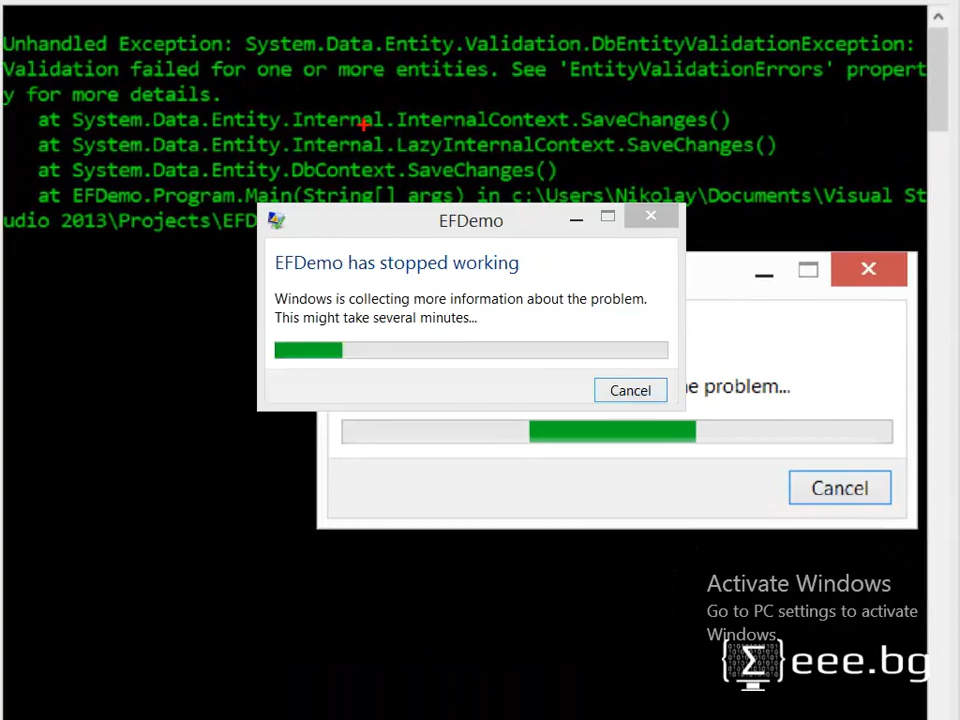 Unhandled Exception: System.Data.Entity.Validation.DbEntityValidationException:
Validation failed for one or more entities. See 'EntityValidationErrors' propert
y for more details.
at System.Data.Entity.Internal.InternalContext.SaveChanges()
at System.Data.Entity.Internal.LazyInternalContext.SaveChanges()
at System.Data.Entity.DbContext.SaveChanges()
at EFDemo.Program.Main(String[] args) in c:\Users\Nikolay\Documents\Visual St
udio 2013\Projects\EFD
EFDemo
EFDemo has stopped working
Windows is collecting more information about the problem.
This might take several minutes...
Cancel
e problem...
Cancel
Activate Windows
Go to PC settings to activate
Windows.
{Σ}eee.bg